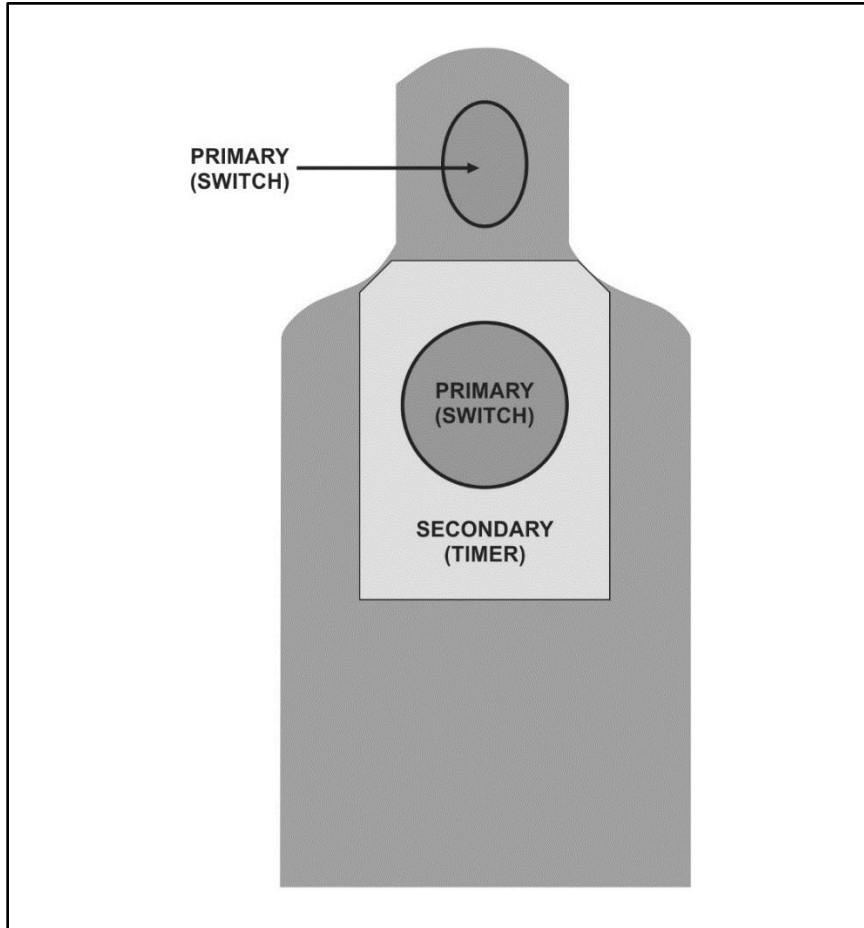 PRIMARY
(SWITCH)
PRIMARY
(SWITCH)
SECONDARY
(TIMER)